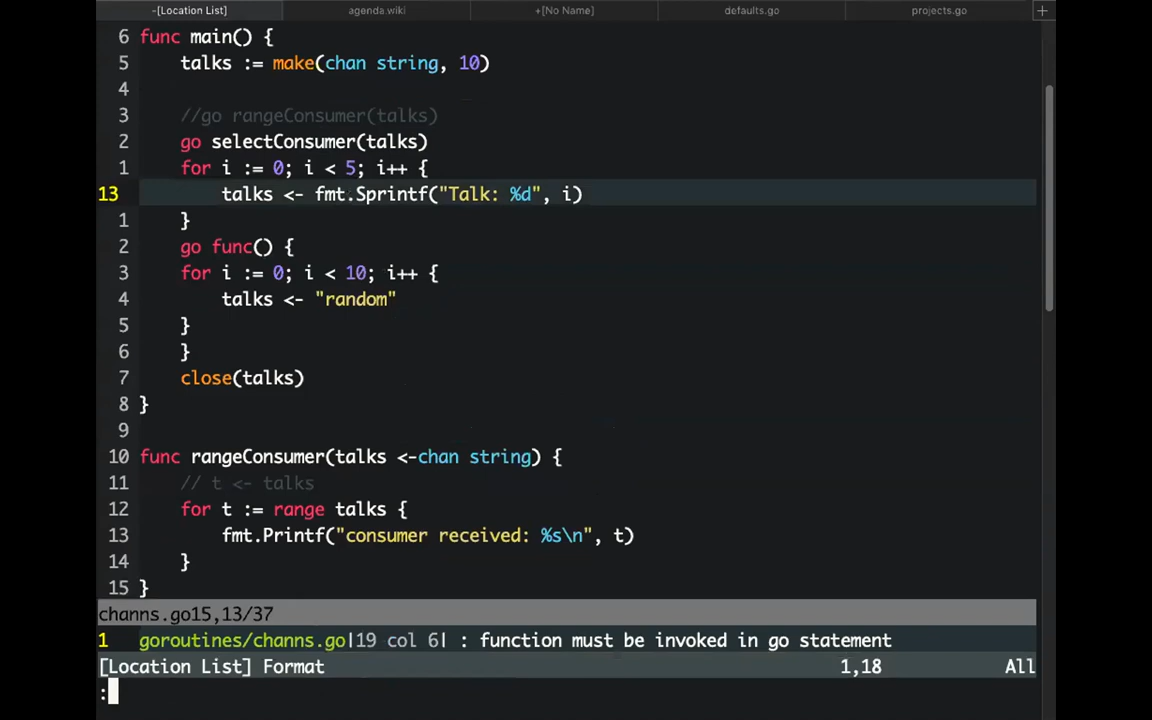 -[Location List] agenda.wiki +[No Name] defaults.go projects.go +
6 func main() {
5 talks := make(chan string, 10)
4
3 //go rangeConsumer(talks)
2 go selectConsumer(talks)
1 for i := 0; i < 5; i++ {
13 talks <- fmt.Sprintf("Talk: %d", i)
1 }
2 go func() {
3 for i := 0; i < 10; i++ {
4 talks <- "random"
5 }
6 }
7 close(talks)
8 }
9
10 func rangeConsumer(talks <-chan string) {
11 // t <- talks
12 for t := range talks {
13 fmt.Printf("consumer received: %s\n", t)
14 }
15 }
channs.go15,13/37
1 goroutines/channs.go|19 col 6| : function must be invoked in go statement
[Location List] Format 1,18 All
: